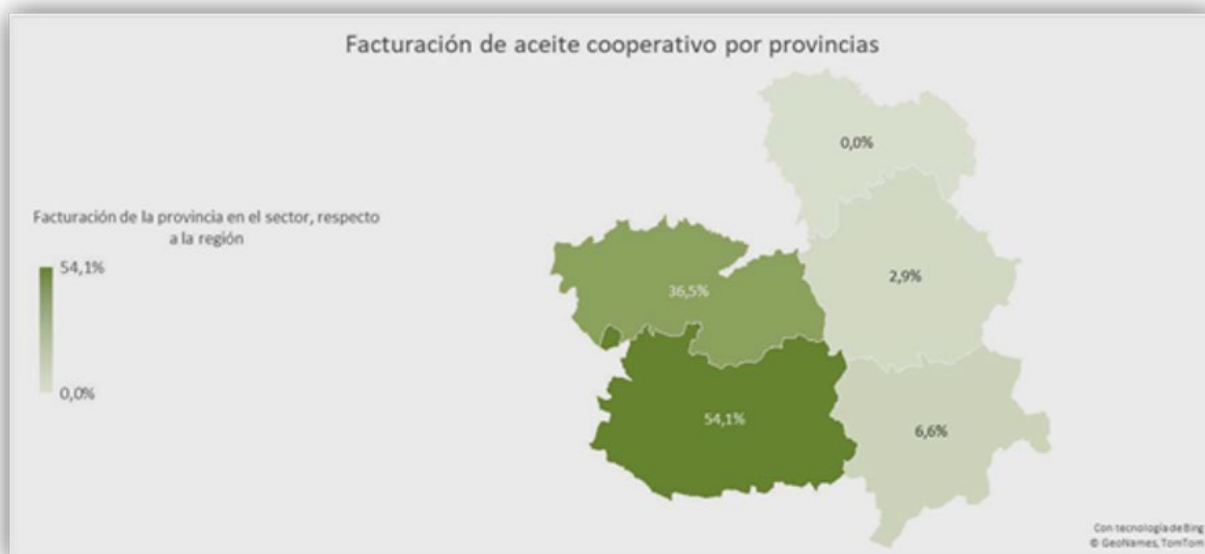 Facturación de aceite cooperativo por provincias
0,0%
Facturación de la provincia en el sector, respecto
a la región
54,1%
2,9%
36,5%
0,0%
54,1%
6,6%
Con tecnología de Bing
© GeoNames, TomTom